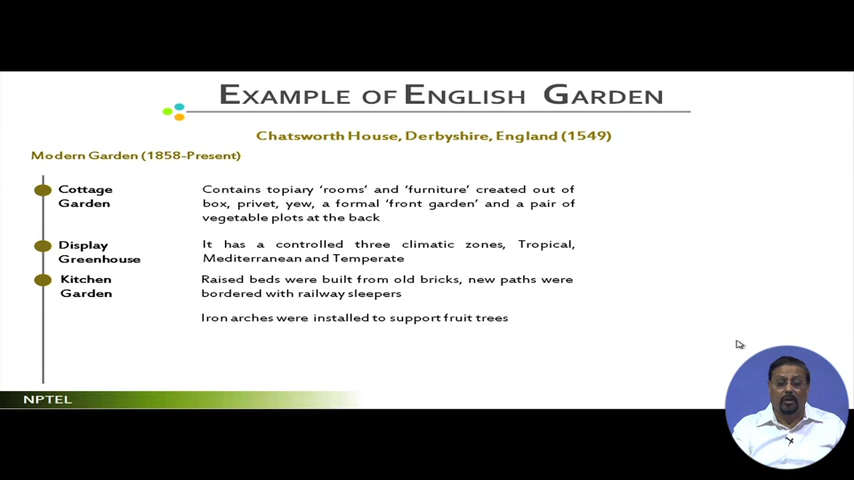 EXAMPLE OF ENGLISH GARDEN
Chatsworth House, Derbyshire, England (1549)
Modern Garden (1858-Present)
Cottage Garden
Contains topiary 'rooms' and 'furniture' created out of
box, privet, yew, a formal 'front garden' and a pair of
vegetable plots at the back
Display Greenhouse
It has a controlled three climatic zones, Tropical,
Mediterranean and Temperate
Kitchen Garden
Raised beds were built from old bricks, new paths were
bordered with railway sleepers
Iron arches were installed to support fruit trees
NPTEL